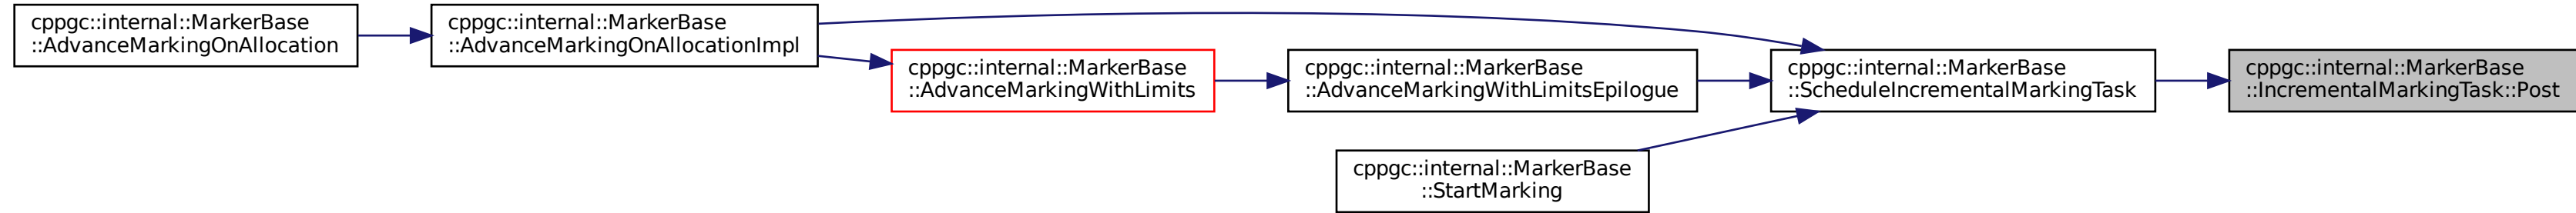 cppgc::internal::MarkerBase
::AdvanceMarkingOnAllocation
cppgc::internal::MarkerBase
::AdvanceMarkingOnAllocationImpl
cppgc::internal::MarkerBase
::AdvanceMarkingWithLimits
cppgc::internal::MarkerBase
::AdvanceMarkingWithLimitsEpilogue
cppgc::internal::MarkerBase
::ScheduleIncrementalMarkingTask
cppgc::internal::MarkerBase
::IncrementalMarkingTask::Post
cppgc::internal::MarkerBase
::StartMarking